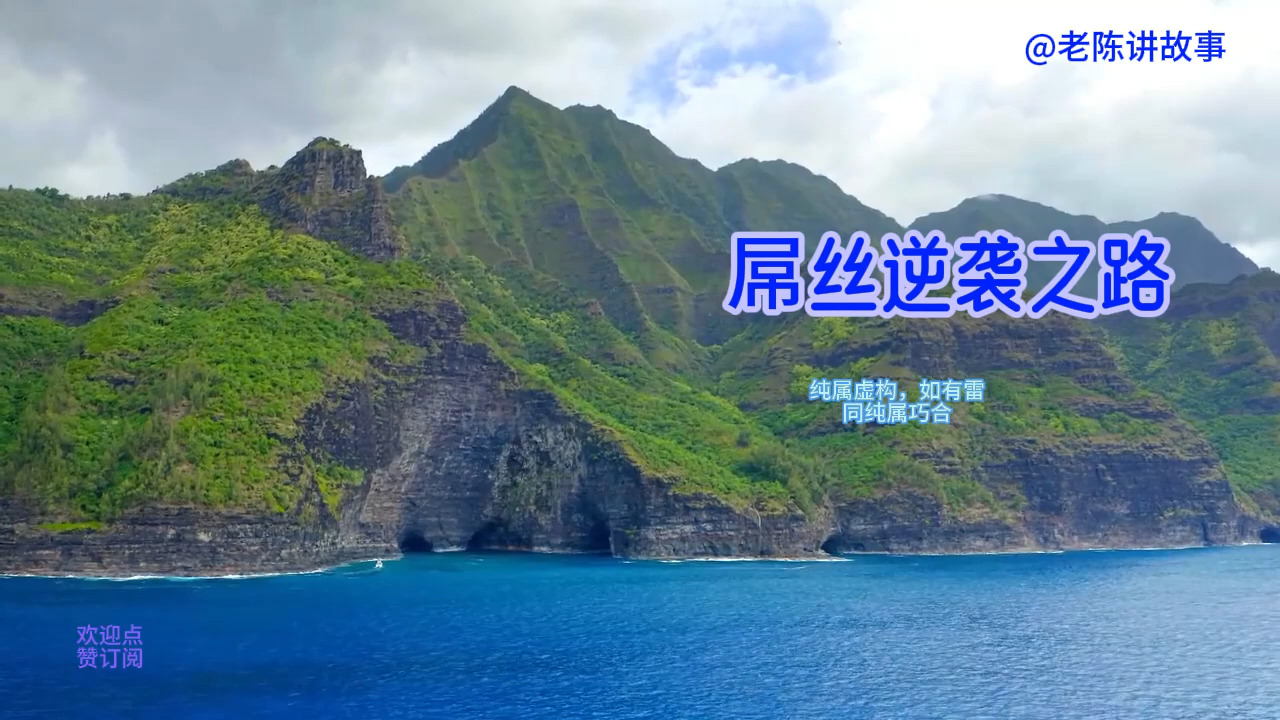 @老陈讲故事
屌丝逆袭之路
纯属虚构，如有雷
同纯属巧合
欢迎点
赞订阅